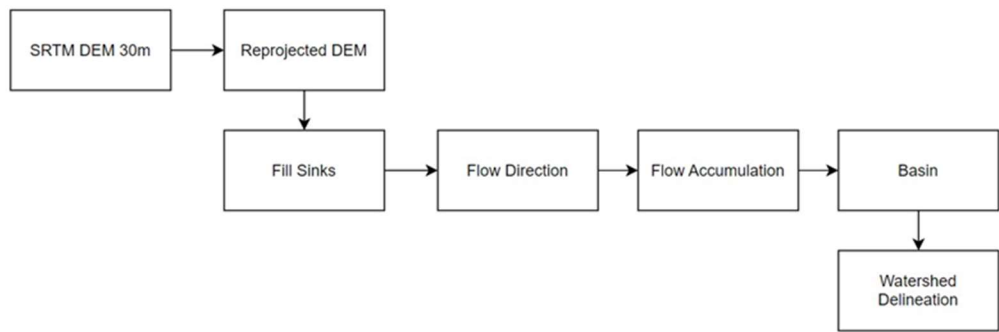 SRTM DEM 30m
Reprojected DEM
Fill Sinks
Flow Direction
Flow Accumulation
Basin
Watershed
Delineation